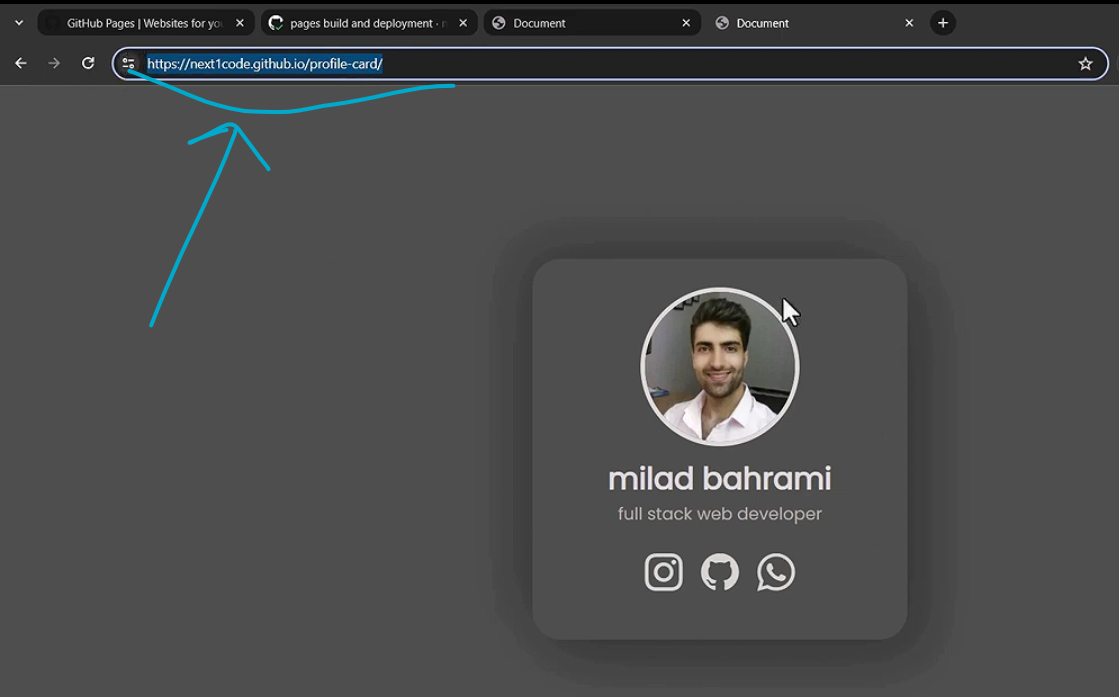 GitHub Pages | Websites for yo
pages build and deployment ·
Document
Document
https://next1code.github.io/profile-card/
milad bahrami
full stack web developer